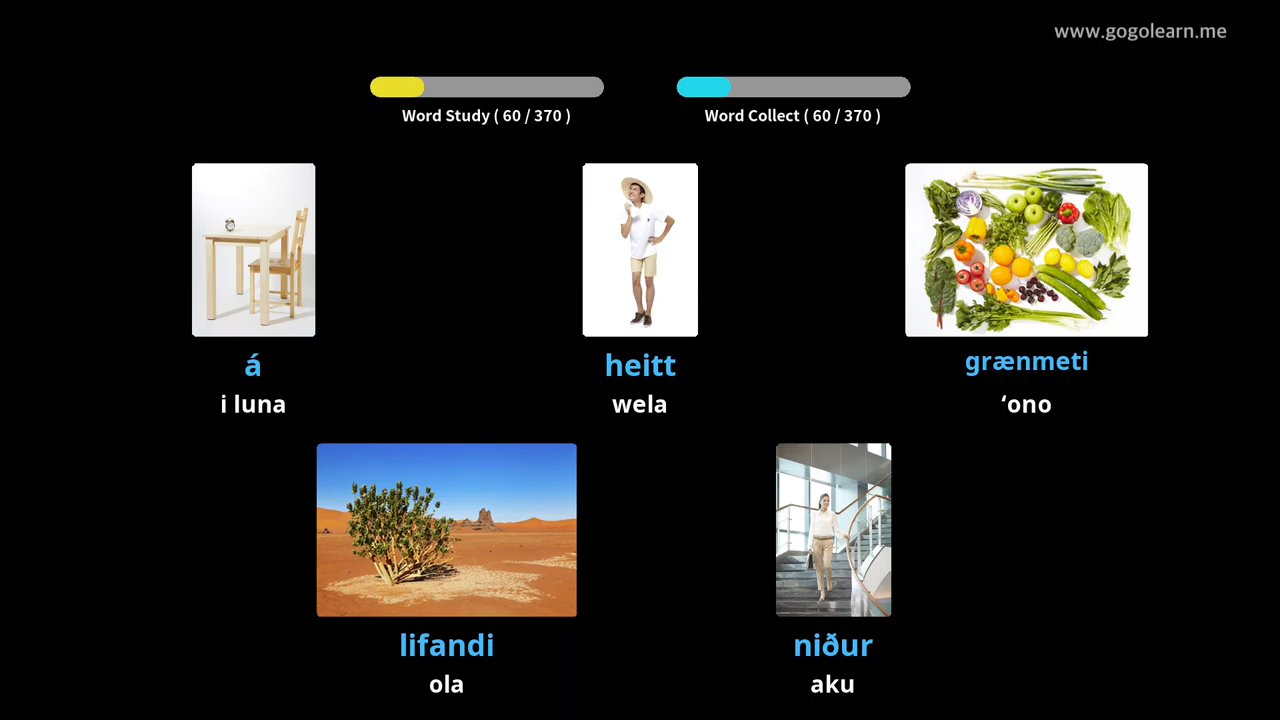 www.gogolearn.me
Word Study ( 60 / 370 )
Word Collect ( 60 / 370 )
á
i luna
heitt
wela
grænmeti
ʻono
lifandi
ola
niður
aku